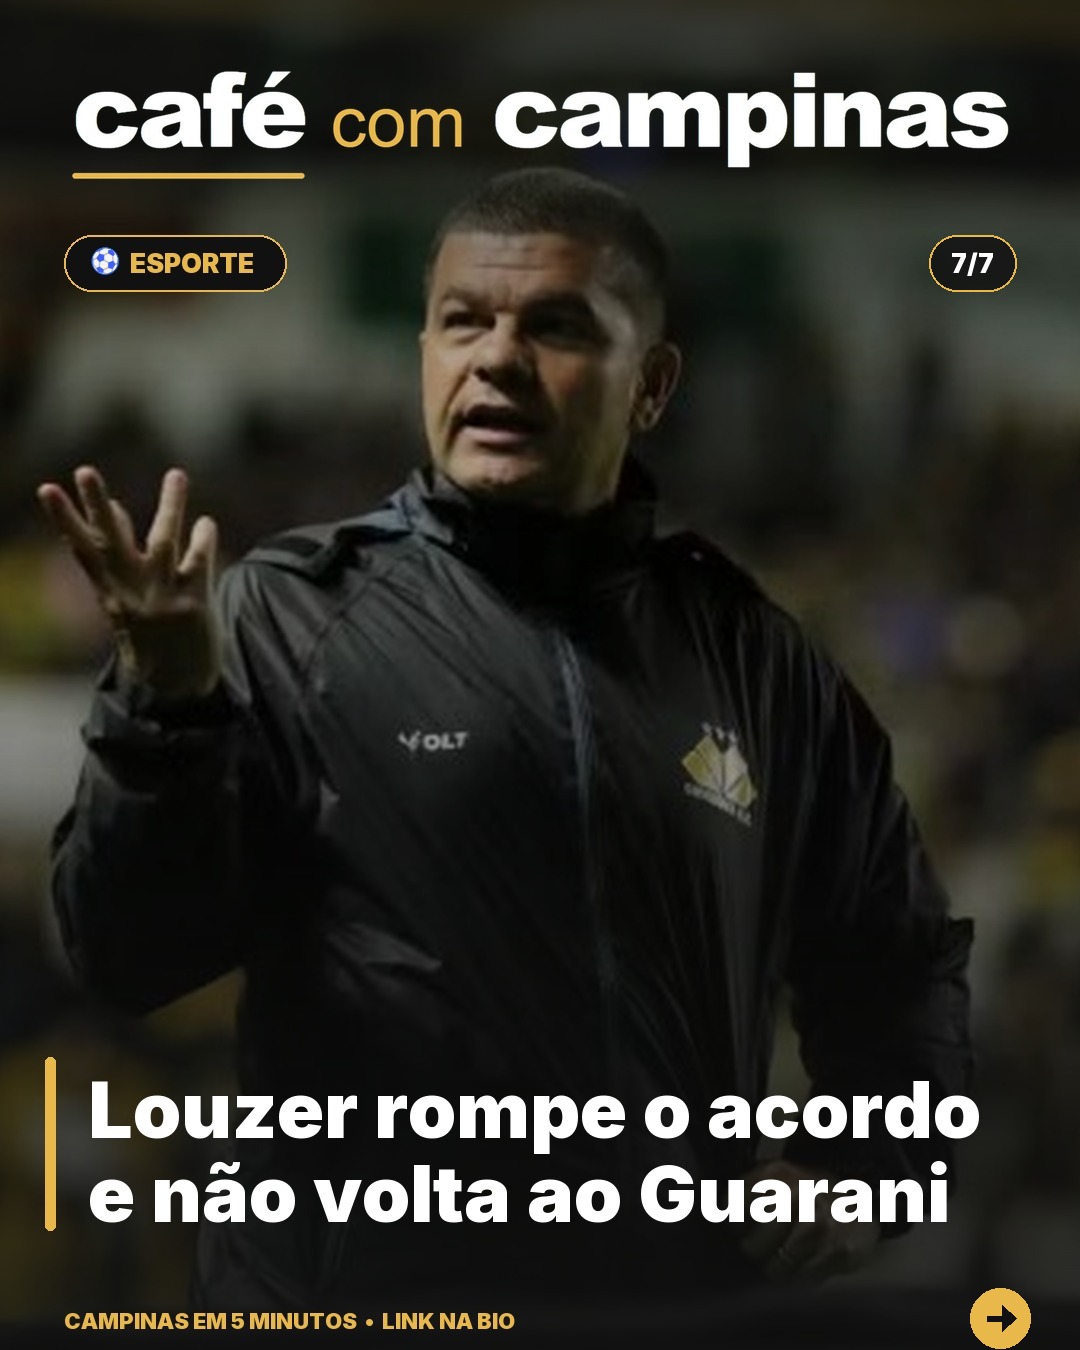 café com campinas
ESPORTE
7/7
VOLT
Louzer rompe o acordo
e não volta ao Guarani
CAMPINAS EM 5 MINUTOS • LINK NA BIO